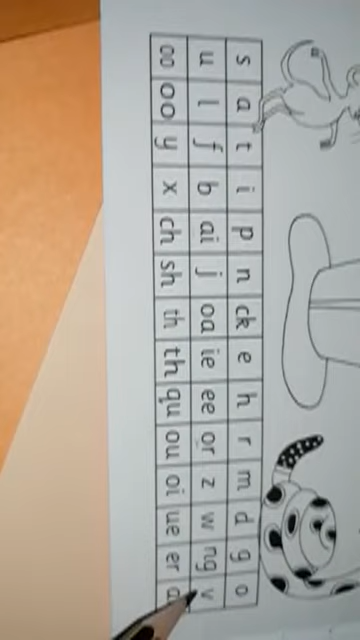 s a t i p n ck e h r m d g o
u l f b ai j oa ie ee or z w ng v
oo oo y x ch sh th th qu ou oi ue er